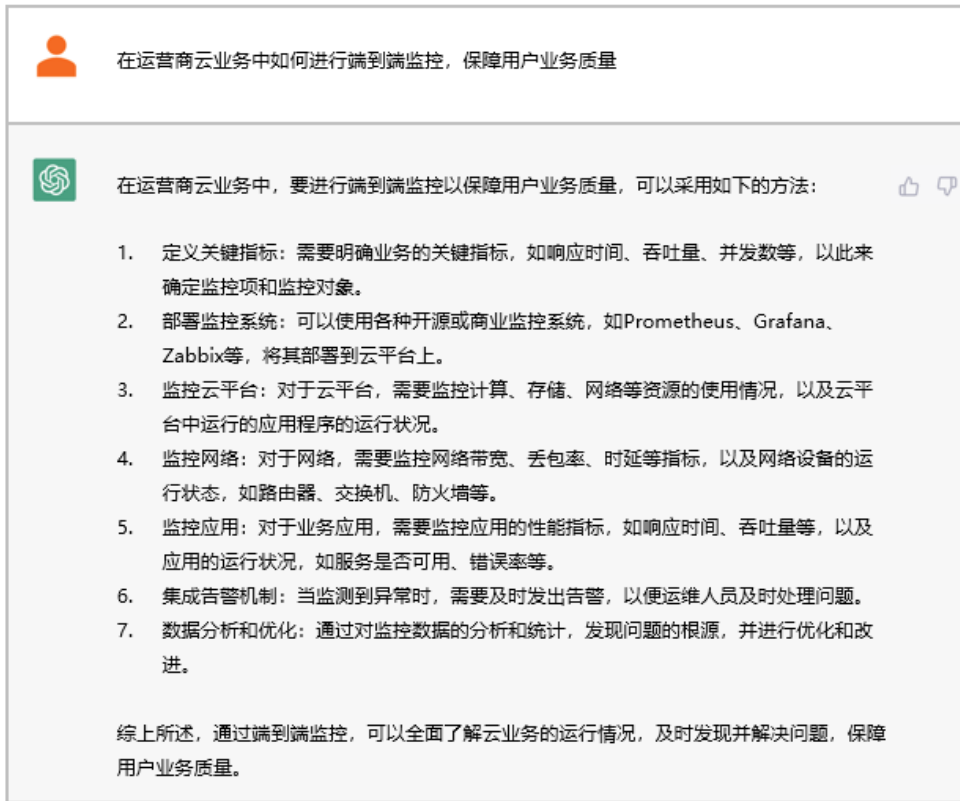 在运营商云业务中如何进行端到端监控，保障用户业务质量
在运营商云业务中，要进行端到端监控以保障用户业务质量，可以采用如下的方法：
1. 定义关键指标：需要明确业务的关键指标，如响应时间、吞吐量、并发数等，以此来
确定监控项和监控对象。
2. 部署监控系统：可以使用各种开源或商业监控系统，如Prometheus、Grafana、
Zabbix等，将其部署到云平台上。
3. 监控云平台：对于云平台，需要监控计算、存储、网络等资源的使用情况，以及云平
台中运行的应用程序的运行状况。
4. 监控网络：对于网络，需要监控网络带宽、丢包率、时延等指标，以及网络设备的运
行状态，如路由器、交换机、防火墙等。
5. 监控应用：对于业务应用，需要监控应用的性能指标，如响应时间、吞吐量等，以及
应用的运行状况，如服务是否可用、错误率等。
6. 集成告警机制：当监测到异常时，需要及时发出告警，以便运维人员及时处理问题。
7. 数据分析和优化：通过对监控数据的分析和统计，发现问题的根源，并进行优化和改
进。
综上所述，通过端到端监控，可以全面了解云业务的运行情况，及时发现并解决问题，保障
用户业务质量。